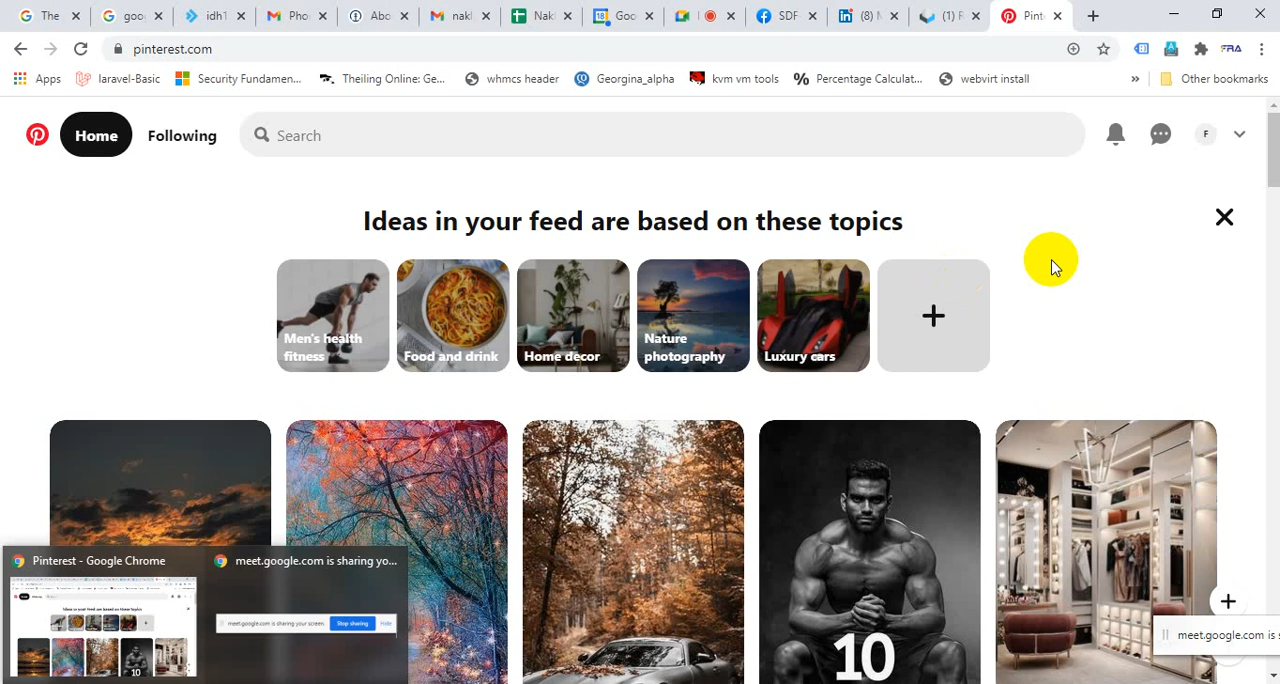 The
goo
idh1
Pho
Abo
nakl
Naki
Goo
SDF
(8) M
(1) R
Pint
pinterest.com
Apps
laravel-Basic
Security Fundamen...
Theiling Online: Ge...
whmcs header
Georgina_alpha
kvm vm tools
Percentage Calculat...
webvirt install
»
Other bookmarks
Home
Following
Search
F
Ideas in your feed are based on these topics
Men's health
fitness
Food and drink
Home decor
Nature
photography
Luxury cars
10
Pinterest - Google Chrome
meet.google.com is sharing yo...
meet.google.com is sharing your screen.
Stop sharing
Hide
meet.google.com is s